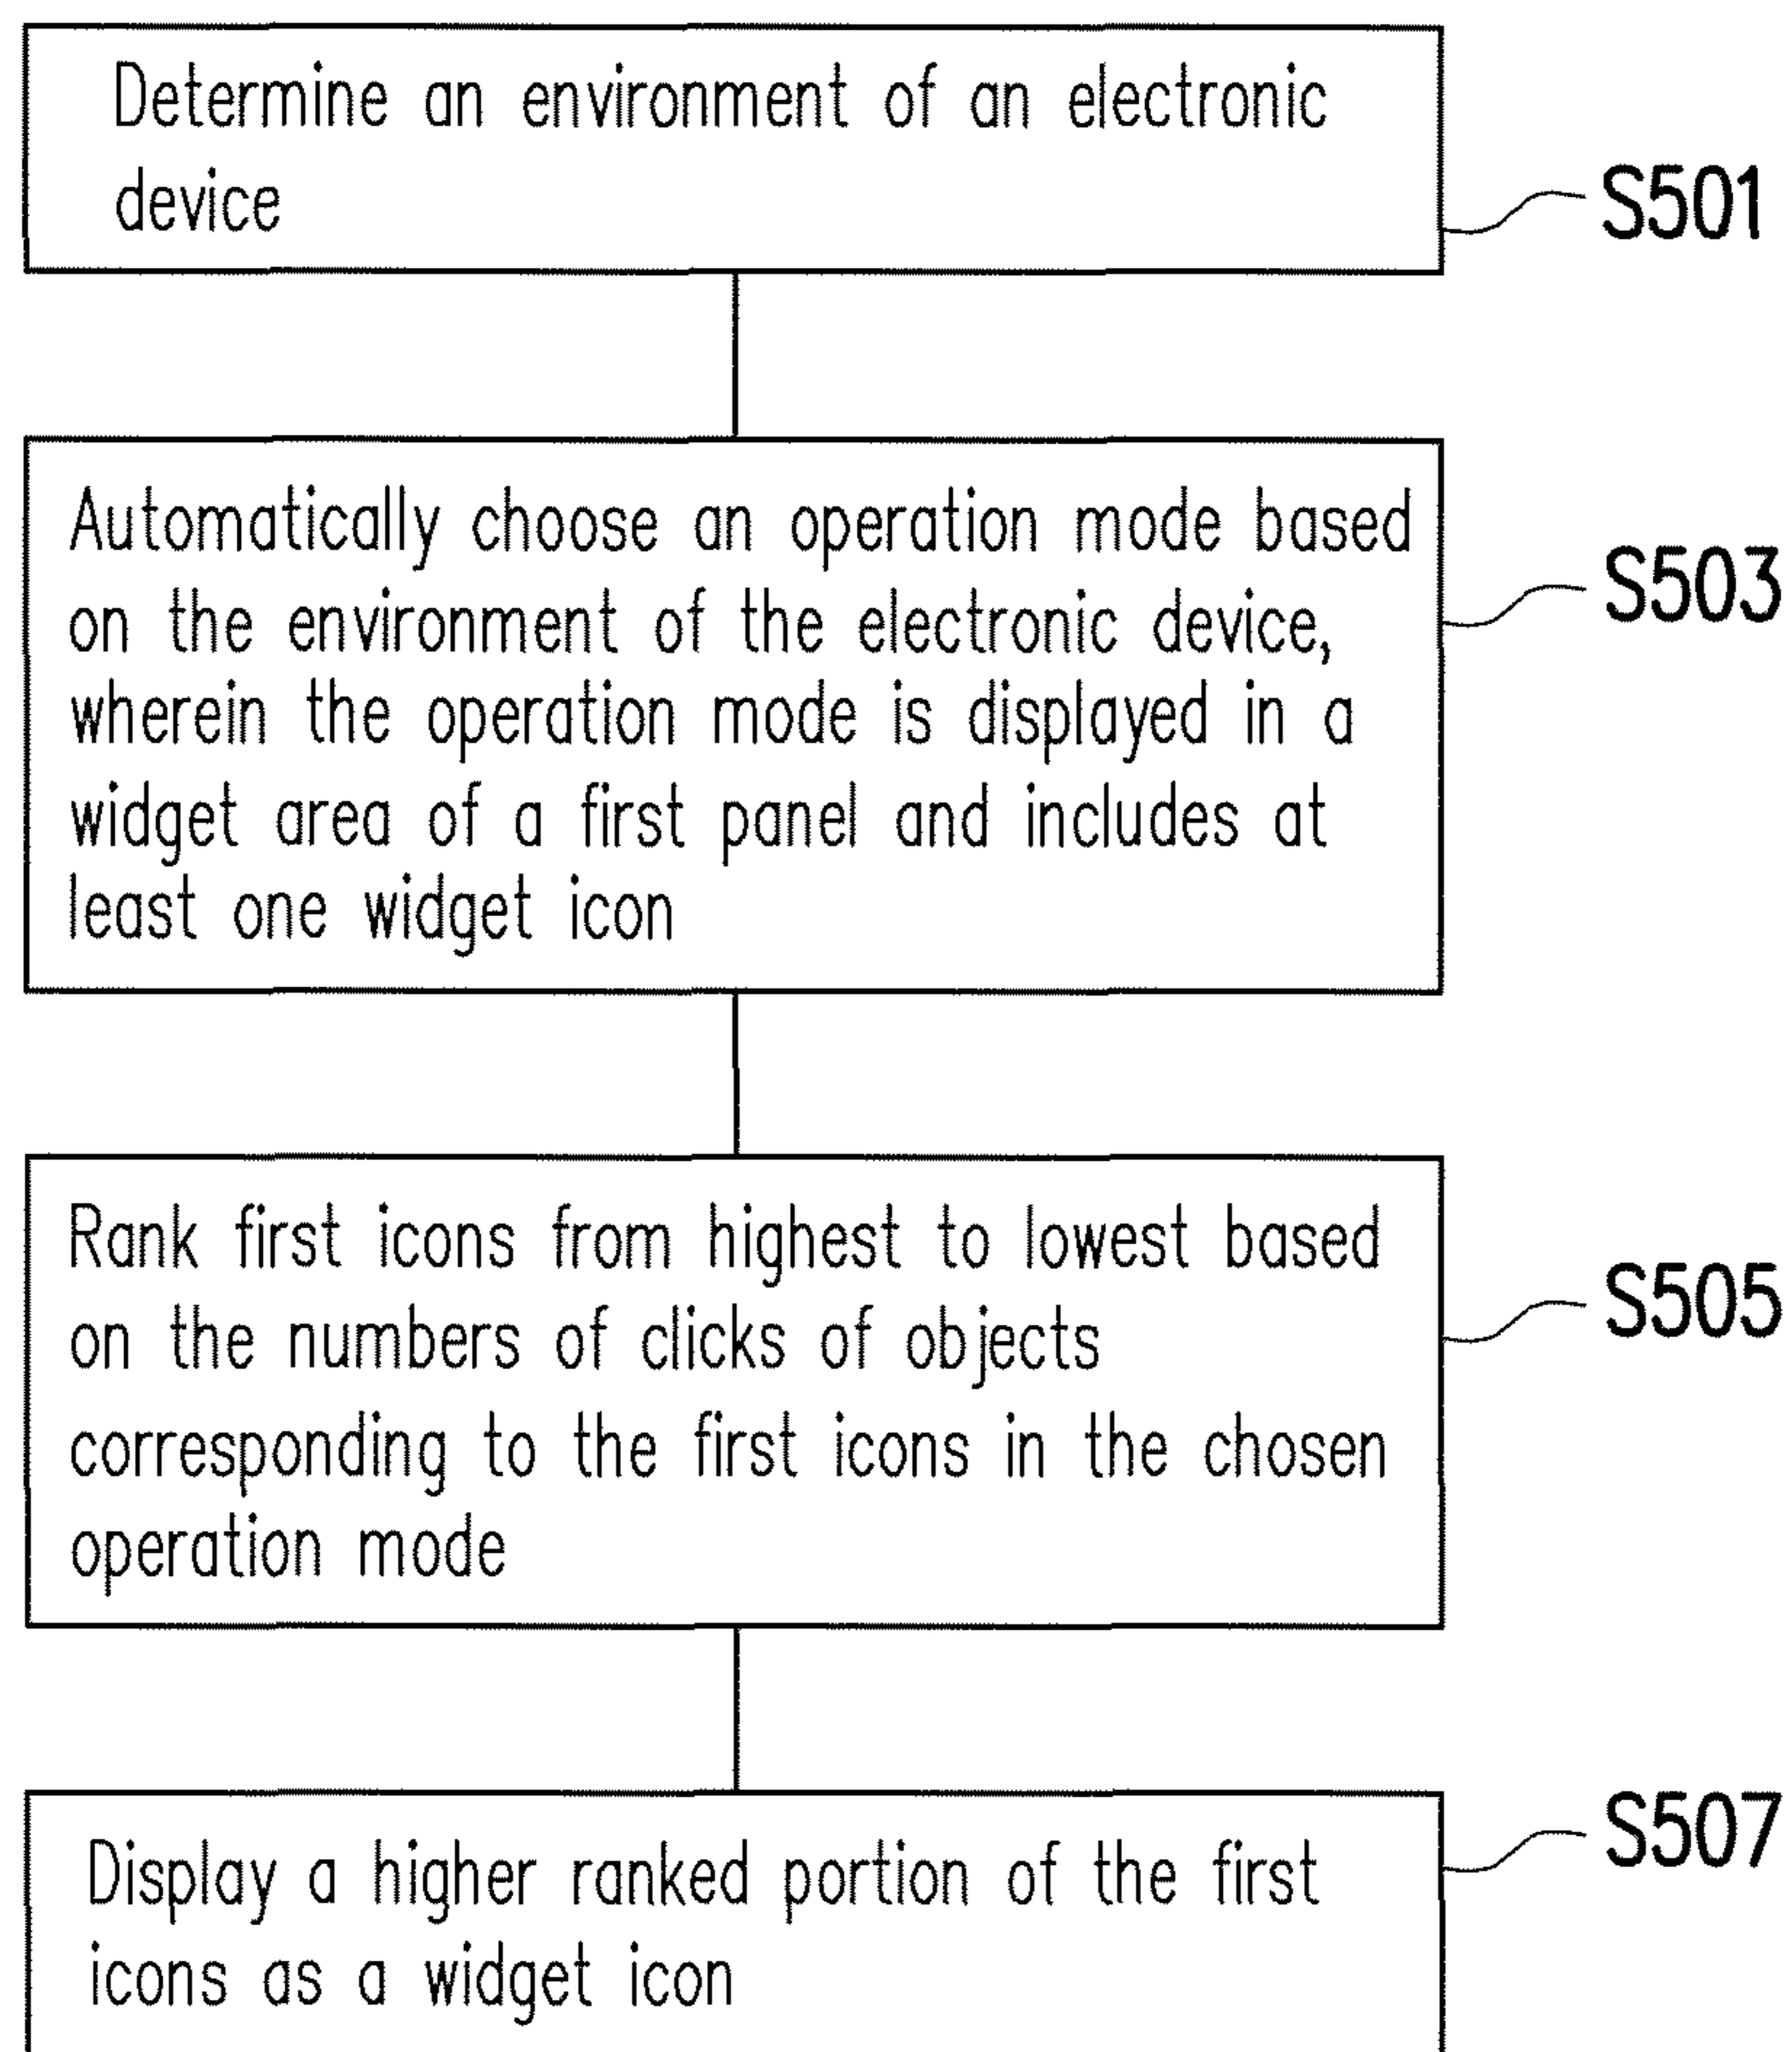 Determine an environment of an electronic
device
S501
Automatically choose an operation mode based
on the environment of the electronic device,
wherein the operation mode is displayed in a
widget area of a first panel and includes at
least one widget icon
S503
Rank first icons from highest to lowest based
on the numbers of clicks of objects
corresponding to the first icons in the chosen
operation mode
S505
Display a higher ranked portion of the first
icons as a widget icon
S507